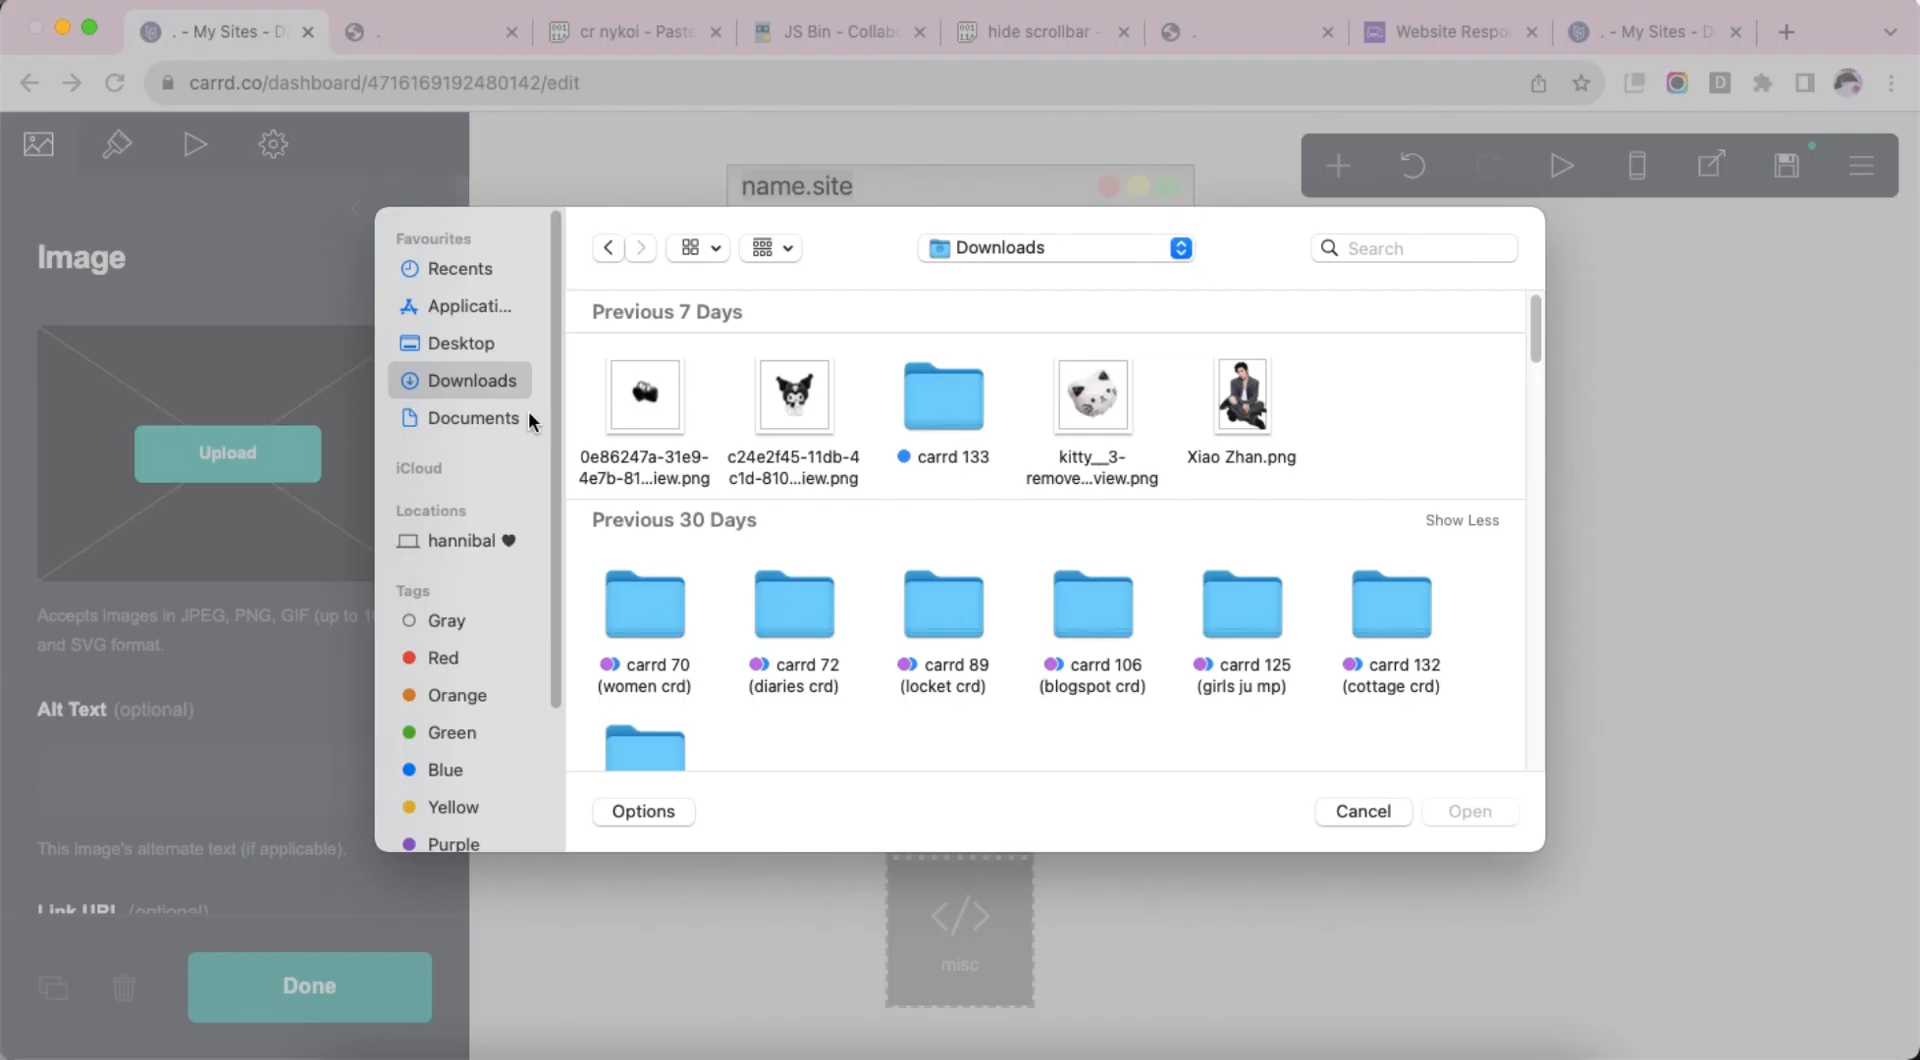 . - My Sites - D
.
cr nykoi - Paste
JS Bin - Collab
hide scrollbar -
.
Website Respo
. - My Sites - D
carrd.co/dashboard/4716169192480142/edit
name.site
Image
Upload
Accepts images in JPEG, PNG, GIF (up to
and SVG format.
Alt Text (optional)
This image's alternate text (if applicable).
Link URL (optional)
Done
Favourites
Recents
Applicati...
Desktop
Downloads
Documents
iCloud
Locations
hannibal 🖤
Tags
Gray
Red
Orange
Green
Blue
Yellow
Purple
Downloads
Search
Previous 7 Days
0e86247a-31e9-
4e7b-81...iew.png
c24e2f45-11db-4
c1d-810...iew.png
carrd 133
kitty__3-
remove...view.png
Xiao Zhan.png
Previous 30 Days
Show Less
carrd 70
(women crd)
carrd 72
(diaries crd)
carrd 89
(locket crd)
carrd 106
(blogspot crd)
carrd 125
(girls ju mp)
carrd 132
(cottage crd)
Options
Cancel
Open
</>
misc